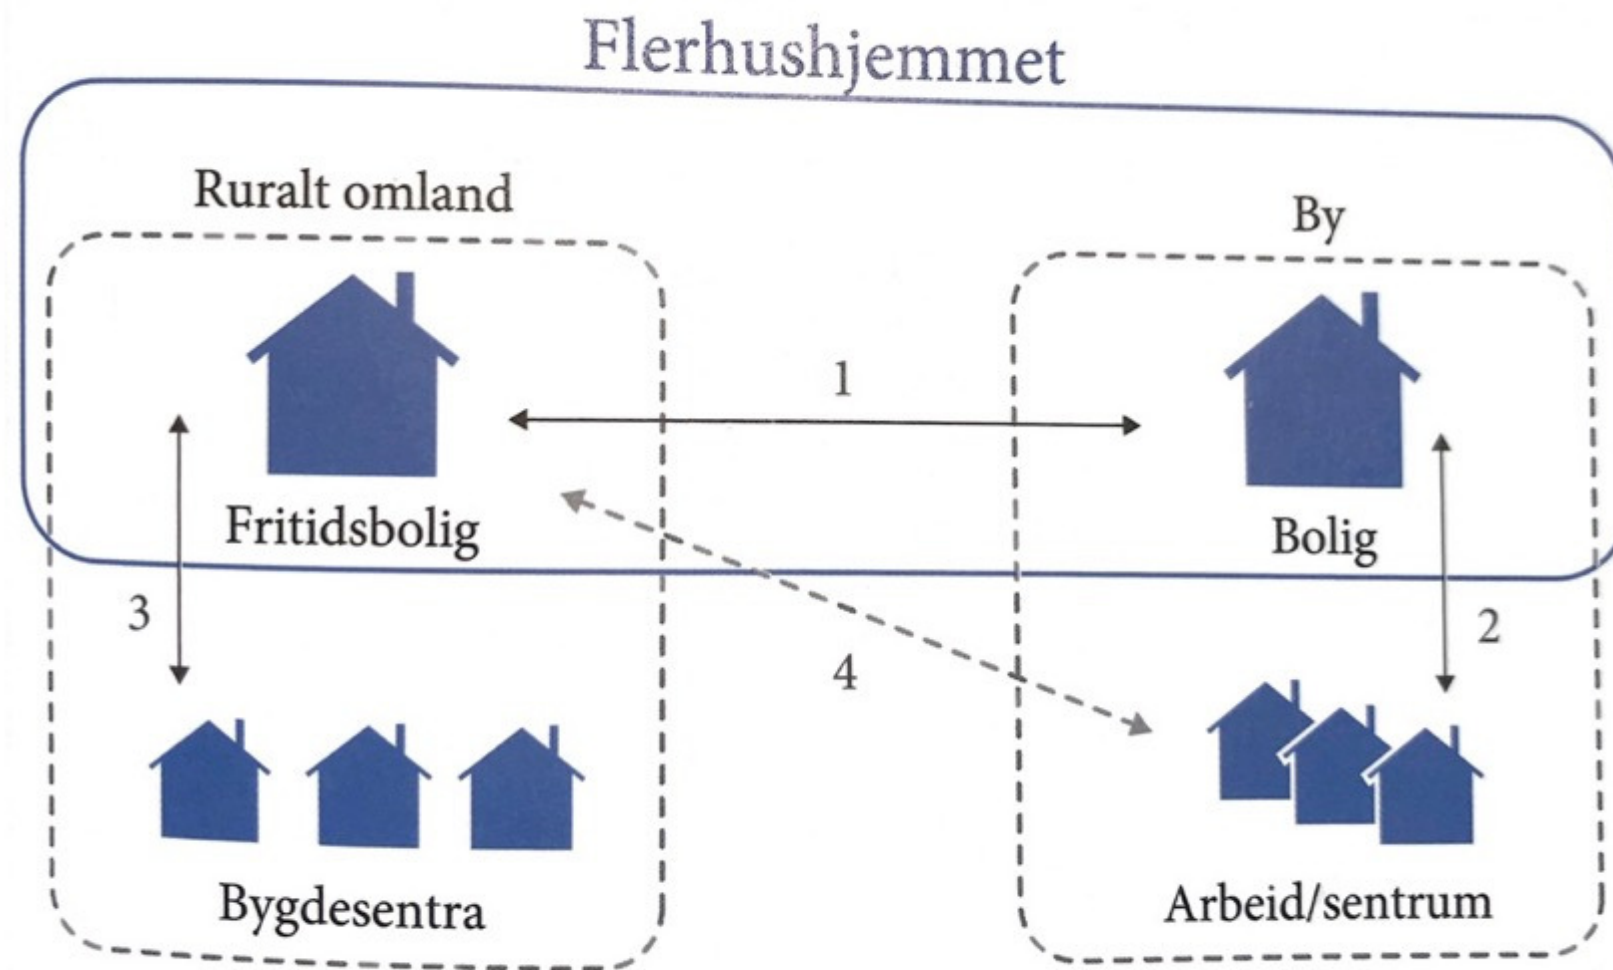 Flerhushjemmet
Ruralt omland
By
1
Fritidsbolig
Bolig
3
2
4
Bygdesentra
Arbeid/sentrum